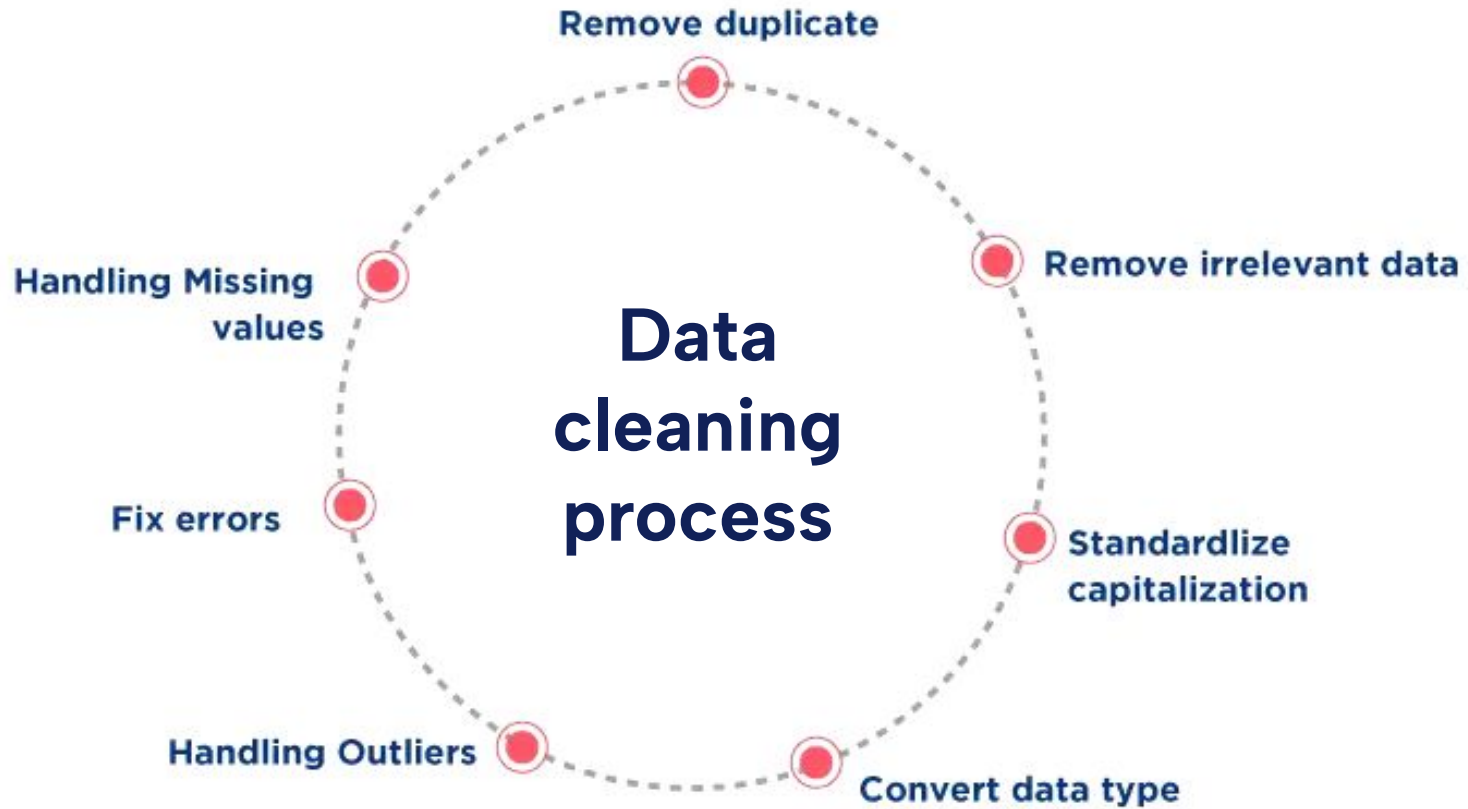 Remove duplicate
Remove irrelevant data
Standardlize
capitalization
Convert data type
Handling Outliers
Fix errors
Handling Missing
values
Data
cleaning
process